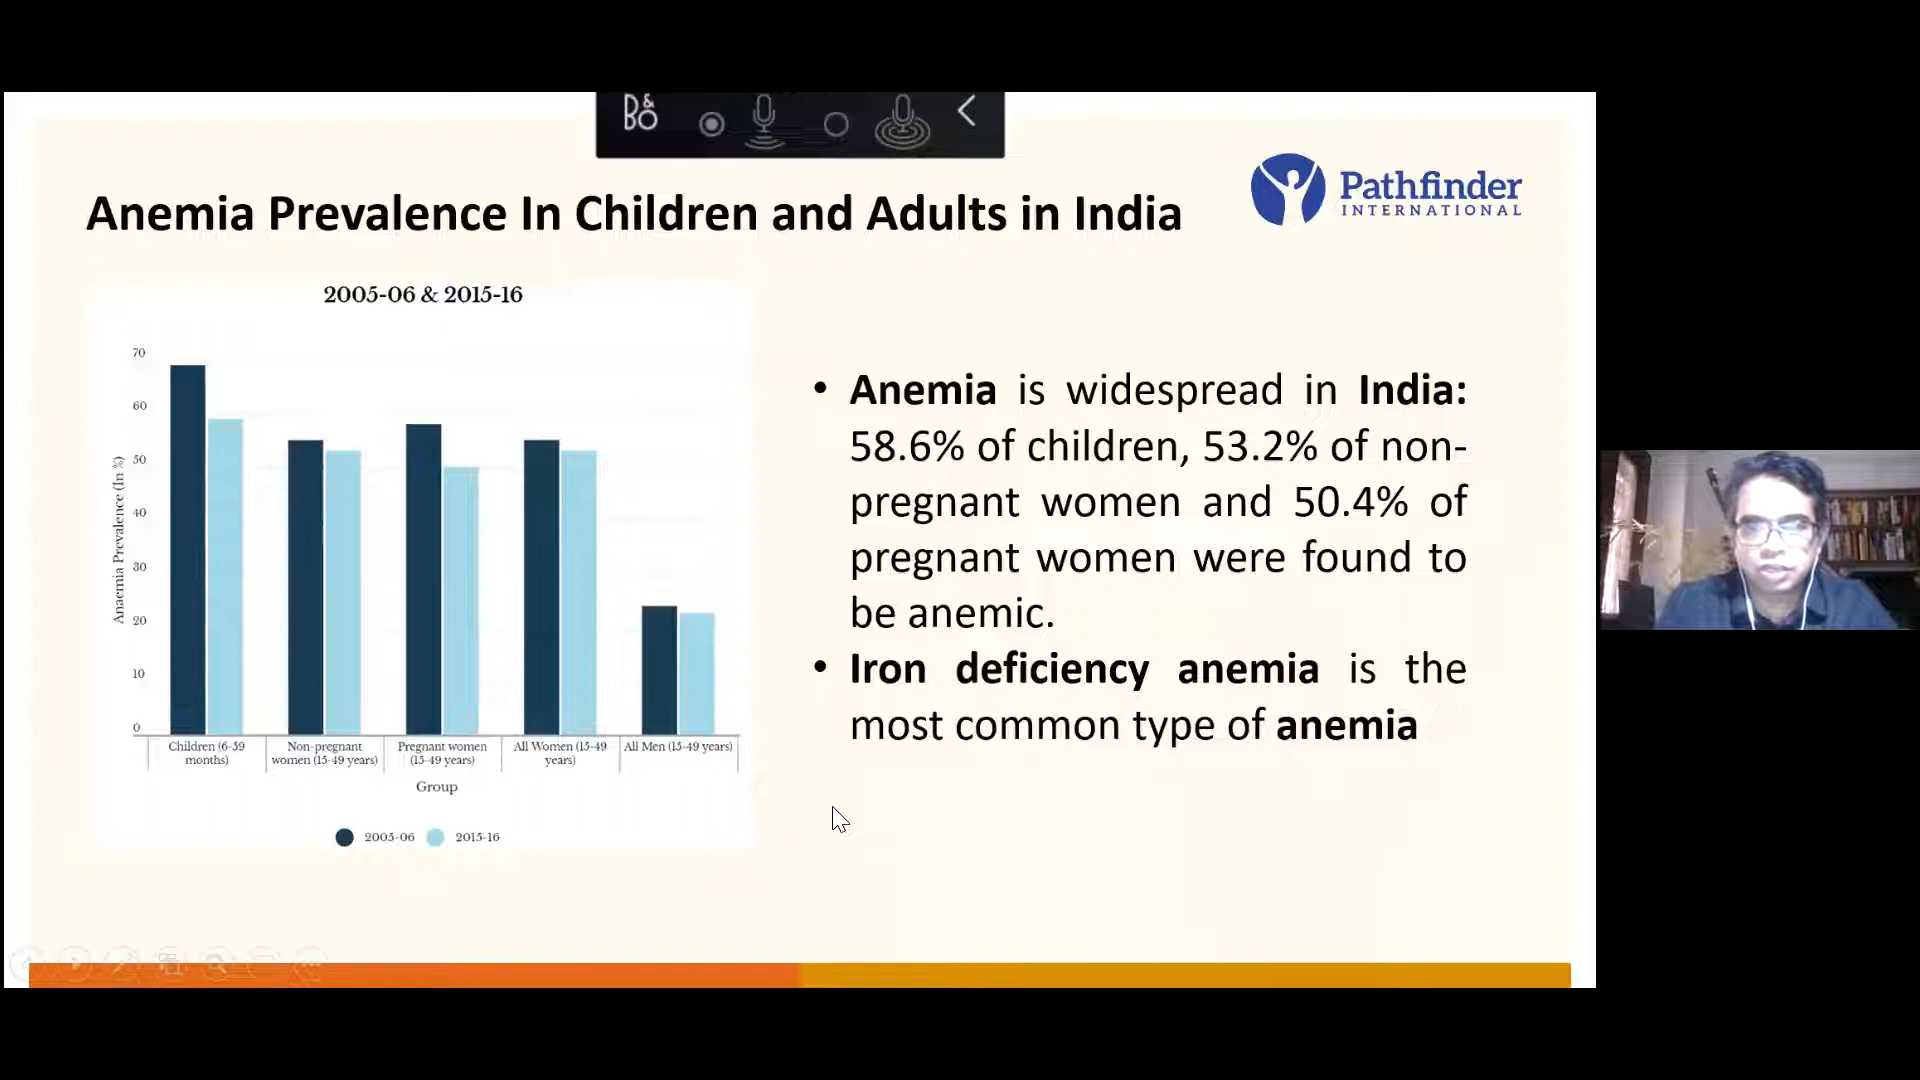 B&O
Pathfinder
INTERNATIONAL
Anemia Prevalence In Children and Adults in India
2005-06 & 2015-16
70
60
50
40
30
20
10
0
Anaemia Prevalence (In %)
Children (6-59
months)
Non-pregnant
women (15-49 years)
Pregnant women
(15-49 years)
All Women (15-49
years)
All Men (15-49 years)
Group
2005-06
2015-16
• Anemia is widespread in India:
58.6% of children, 53.2% of non-
pregnant women and 50.4% of
pregnant women were found to
be anemic.
• Iron deficiency anemia is the
most common type of anemia